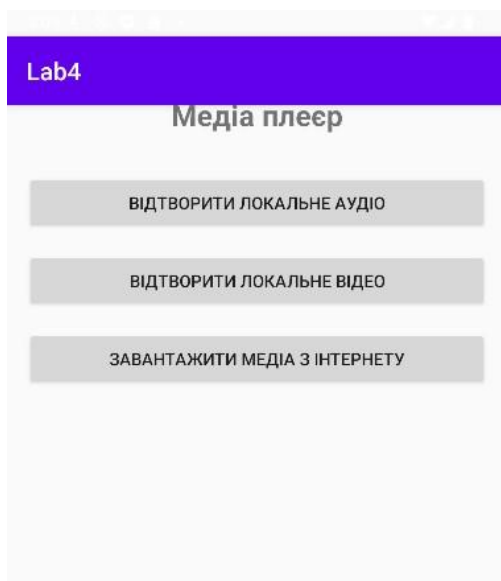 Lab4
Медіа плеєр
ВІДТВОРИТИ ЛОКАЛЬНЕ АУДІО
ВІДТВОРИТИ ЛОКАЛЬНЕ ВІДЕО
ЗАВАНТАЖИТИ МЕДІА З ІНТЕРНЕТУ